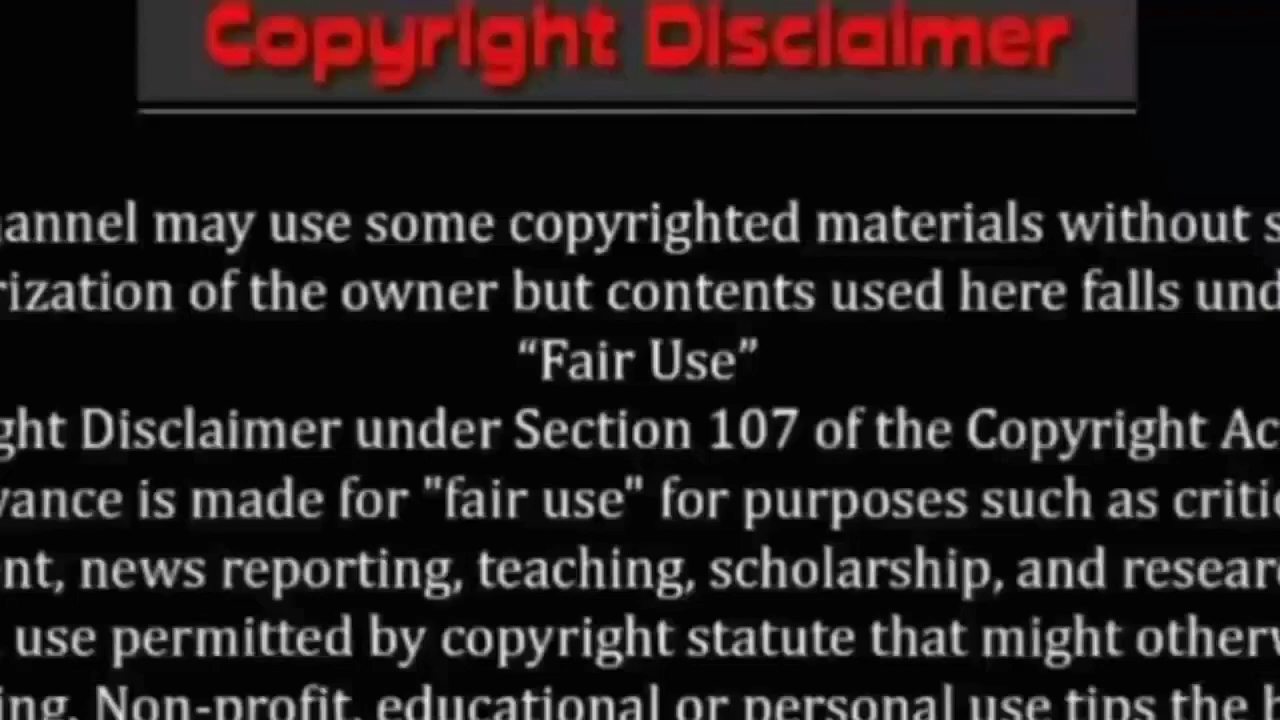 Copyright Disclaimer
hannel may use some copyrighted materials without s
rization of the owner but contents used here falls und
“Fair Use”
ght Disclaimer under Section 107 of the Copyright Ac
vance is made for "fair use" for purposes such as critic
nt, news reporting, teaching, scholarship, and researc
use permitted by copyright statute that might otherw
ing. Non-profit, educational or personal use tips the b